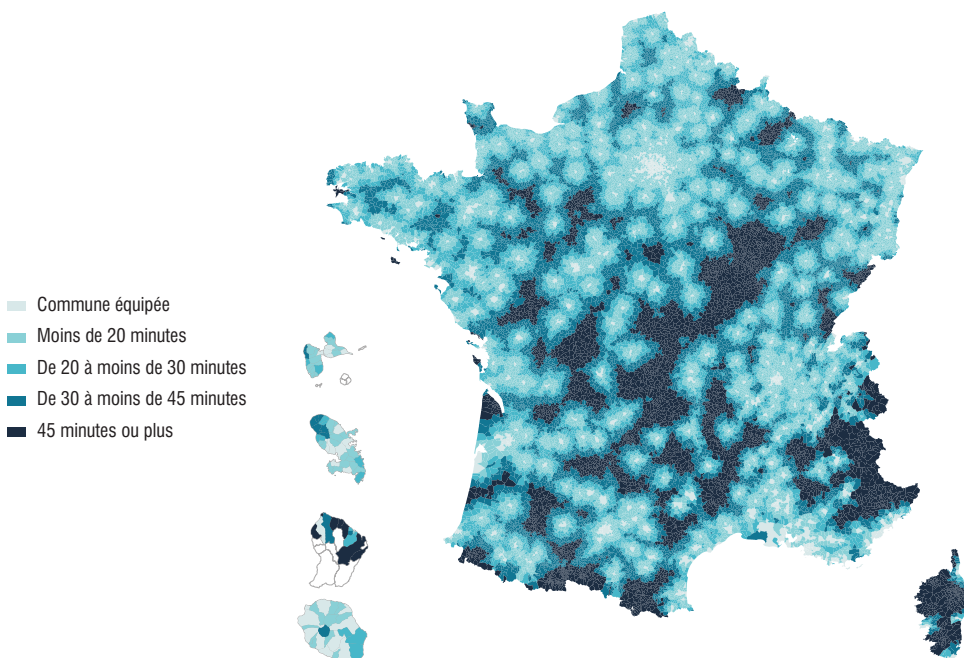 Commune équipée
Moins de 20 minutes
De 20 à moins de 30 minutes
De 30 à moins de 45 minutes
45 minutes ou plus